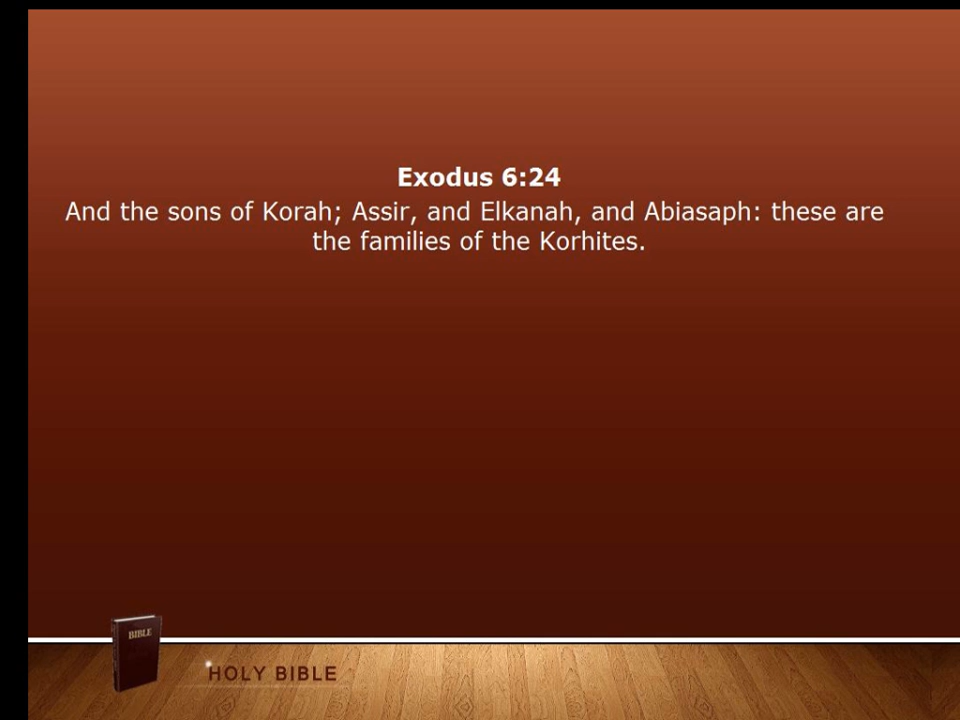 Exodus 6:24
And the sons of Korah; Assir, and Elkanah, and Abiasaph: these are
the families of the Korhites.
BIBLE
HOLY BIBLE